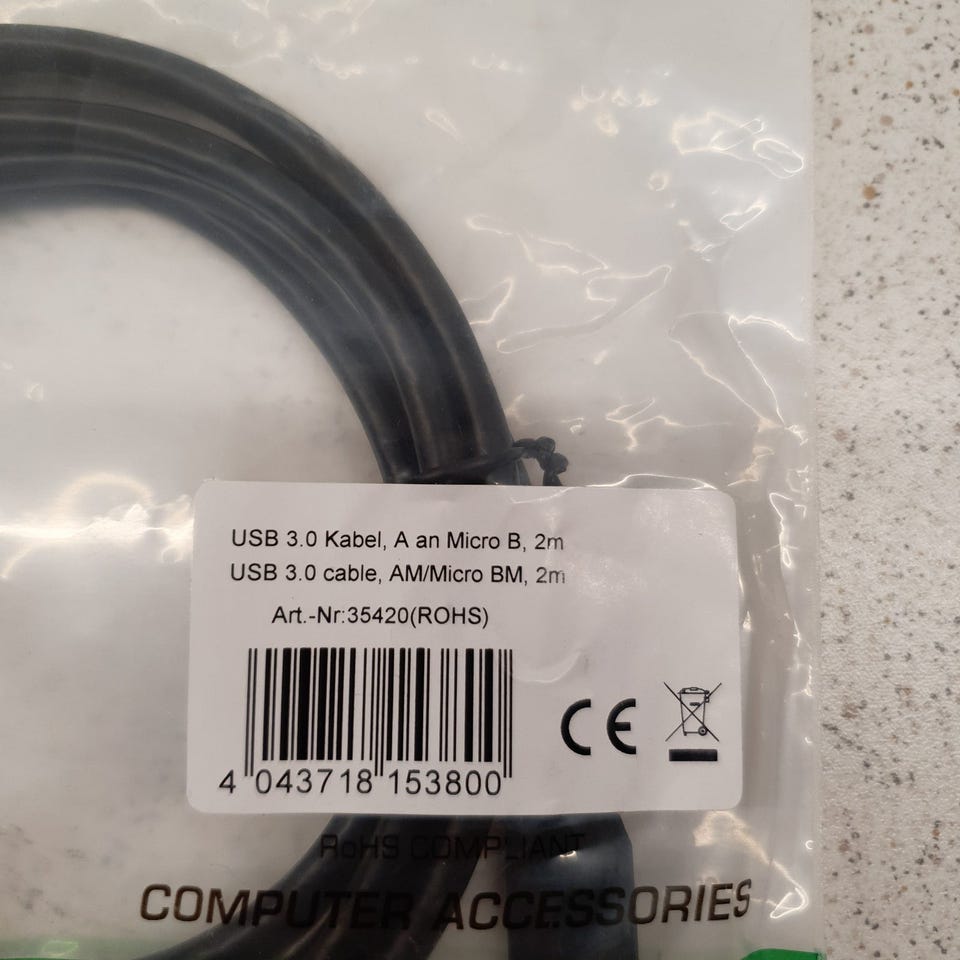 USB 3.0 Kabel, A an Micro B, 2m
USB 3.0 cable, AM/Micro BM, 2m
Art.-Nr:35420(ROHS)
CE
4 043718 153800
RoHS COMPLIANT
COMPUTER ACCESSORIES